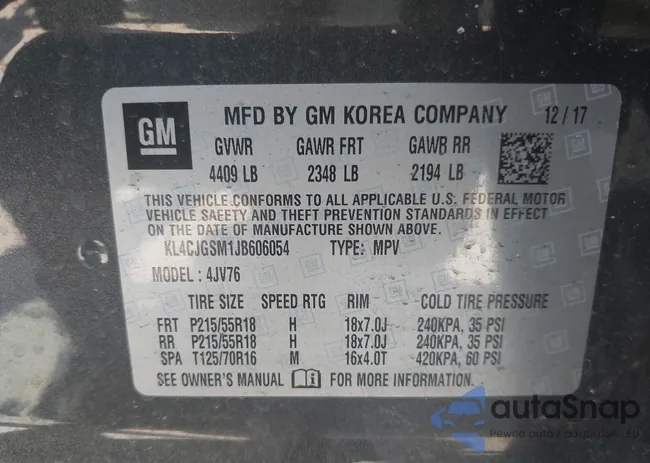 GM
MFD BY GM KOREA COMPANY 12/17
GVWR GAWR FRT GAWR RR
4409 LB 2348 LB 2194 LB
THIS VEHICLE CONFORMS TO ALL APPLICABLE U.S. FEDERAL MOTOR
VEHICLE SAFETY AND THEFT PREVENTION STANDARDS IN EFFECT
ON THE DATE OF MANUFACTURE SHOWN ABOVE.
KL4CJGSM1JB606054 TYPE: MPV
MODEL: 4JV76
TIRE SIZE SPEED RTG RIM COLD TIRE PRESSURE
FRT P215/55R18 H 18x7.0J 240KPA, 35 PSI
RR P215/55R18 H 18x7.0J 240KPA, 35 PSI
SPA T125/70R16 M 16x4.0T 420KPA, 60 PSI
SEE OWNER'S MANUAL FOR MORE INFORMATION.
autoSnap
Pewne auta z aukcji USA